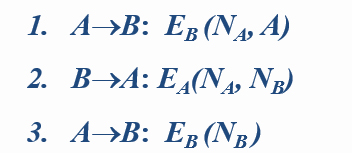 1. A→B: E_B (N_A, A)
2. B→A: E_A(N_A, N_B)
3. A→B: E_B (N_B )